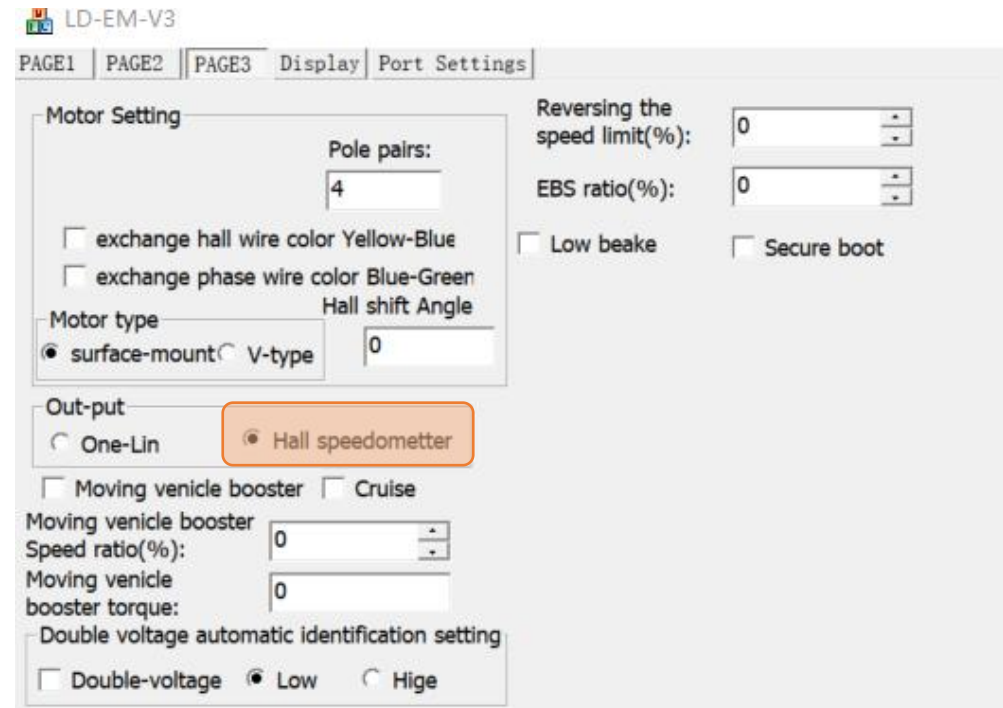 LD-EM-V3
PAGE1 PAGE2 PAGE3 Display Port Settings
Motor Setting
Pole pairs:
4
exchange hall wire color Yellow-Blue
exchange phase wire color Blue-Green
Hall shift Angle
Motor type
surface-mount V-type
0
Out-put
One-Lin Hall speedometter
Moving venicle booster Cruise
Moving venicle booster
Speed ratio(%):
0
Moving venicle
booster torque:
0
Double voltage automatic identification setting
Double-voltage Low Hige
Reversing the
speed limit(%):
0
EBS ratio(%):
0
Low beake Secure boot